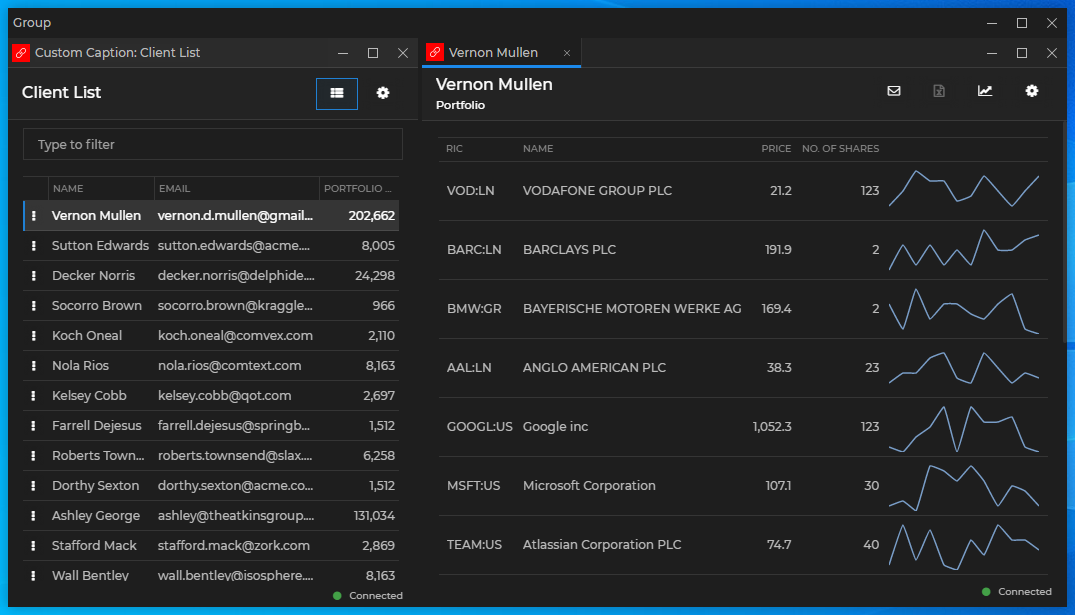 Group
Custom Caption: Client List
Client List
Type to filter
NAME EMAIL PORTFOLIO ...
Vernon Mullen vernon.d.mullen@gmail... 202,662
Sutton Edwards sutton.edwards@acme.... 8,005
Decker Norris decker.norris@delphide.... 24,298
Socorro Brown socorro.brown@kraggle... 966
Koch Oneal koch.oneal@comvex.com 2,110
Nola Rios nola.rios@comtext.com 8,163
Kelsey Cobb kelsey.cobb@qot.com 2,697
Farrell Dejesus farrell.dejesus@springb... 1,512
Roberts Town... roberts.townsend@slax.... 6,258
Dorthy Sexton dorthy.sexton@acme.co... 1,512
Ashley George ashley@theatkinsgroup.... 131,034
Stafford Mack stafford.mack@zork.com 2,869
Wall Bentley wall.bentley@isosphere.... 8,163
Connected
Vernon Mullen
Vernon Mullen
Portfolio
RIC NAME PRICE NO. OF SHARES
VOD:LN VODAFONE GROUP PLC 21.2 123
BARC:LN BARCLAYS PLC 191.9 2
BMW:GR BAYERISCHE MOTOREN WERKE AG 169.4 2
AAL:LN ANGLO AMERICAN PLC 38.3 23
GOOGL:US Google inc 1,052.3 123
MSFT:US Microsoft Corporation 107.1 30
TEAM:US Atlassian Corporation PLC 74.7 40
Connected